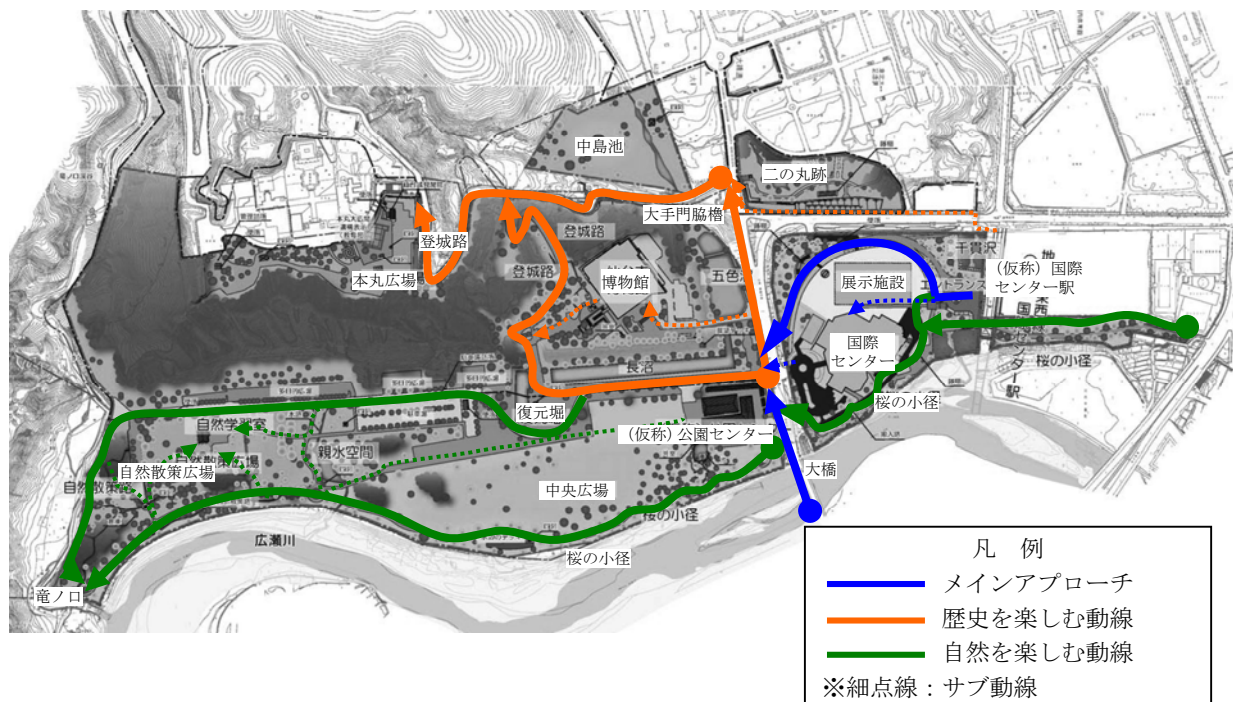 中島池
二の丸跡
大手門脇櫓
登城路
登城路
登城路
千貫沢
(仮称)国際
センター駅
博物館
五色沼
展示施設
エントランス
本丸広場
国際
センター
長沼
桜の小径
桜の小径
復元堀
(仮称)公園センター
自然学習室
親水空間
大橋
自然散策広場
自然散策広場
中央広場
桜の小径
桜の小径
広瀬川
竜ノ口
凡 例
メインアプローチ
歴史を楽しむ動線
自然を楽しむ動線
※細点線：サブ動線